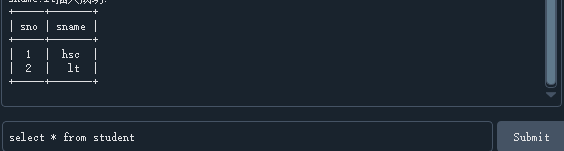 sname:lt插入成功!
+-----+-------+
| sno | sname |
+-----+-------+
| 1 | hsc |
| 2 | lt |
+-----+-------+
select * from student
Submit